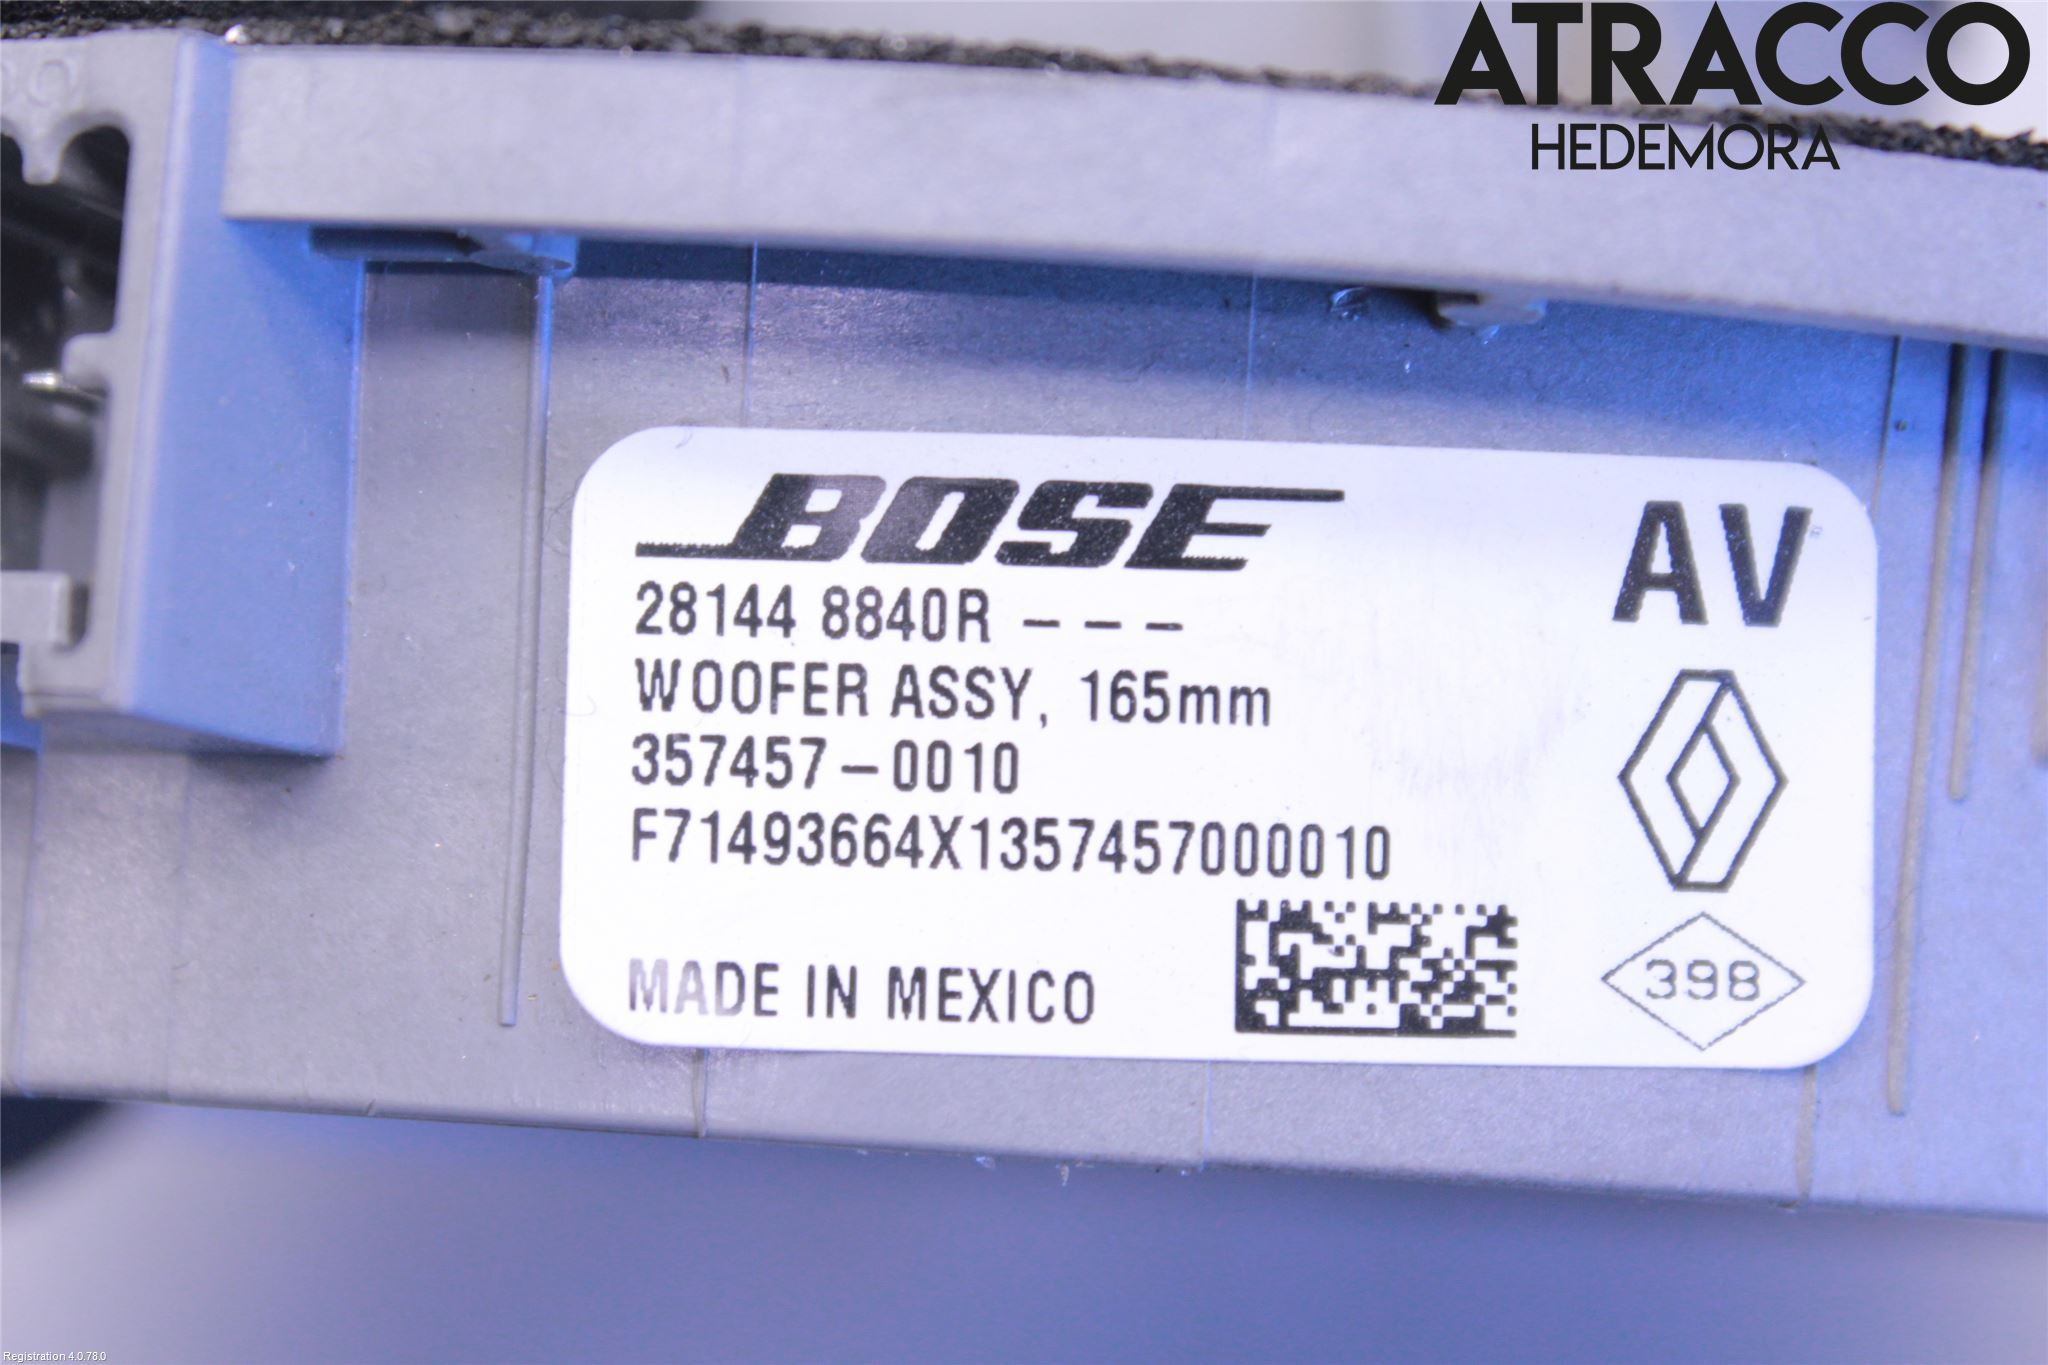 ATRACCO
HEDEMORA
BOSE
AV
28144 8840R - - -
WOOFER ASSY, 165mm
357457-0010
F71493664X1357457000010
MADE IN MEXICO
398
Registration 4.0.78.0